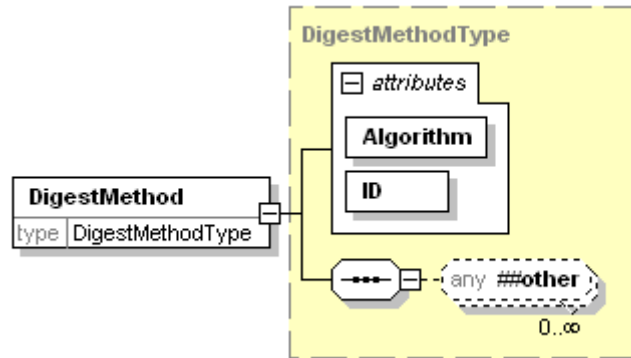 DigestMethodType
attributes
Algorithm
DigestMethod
ID
type DigestMethodType
any ##other
0..∞